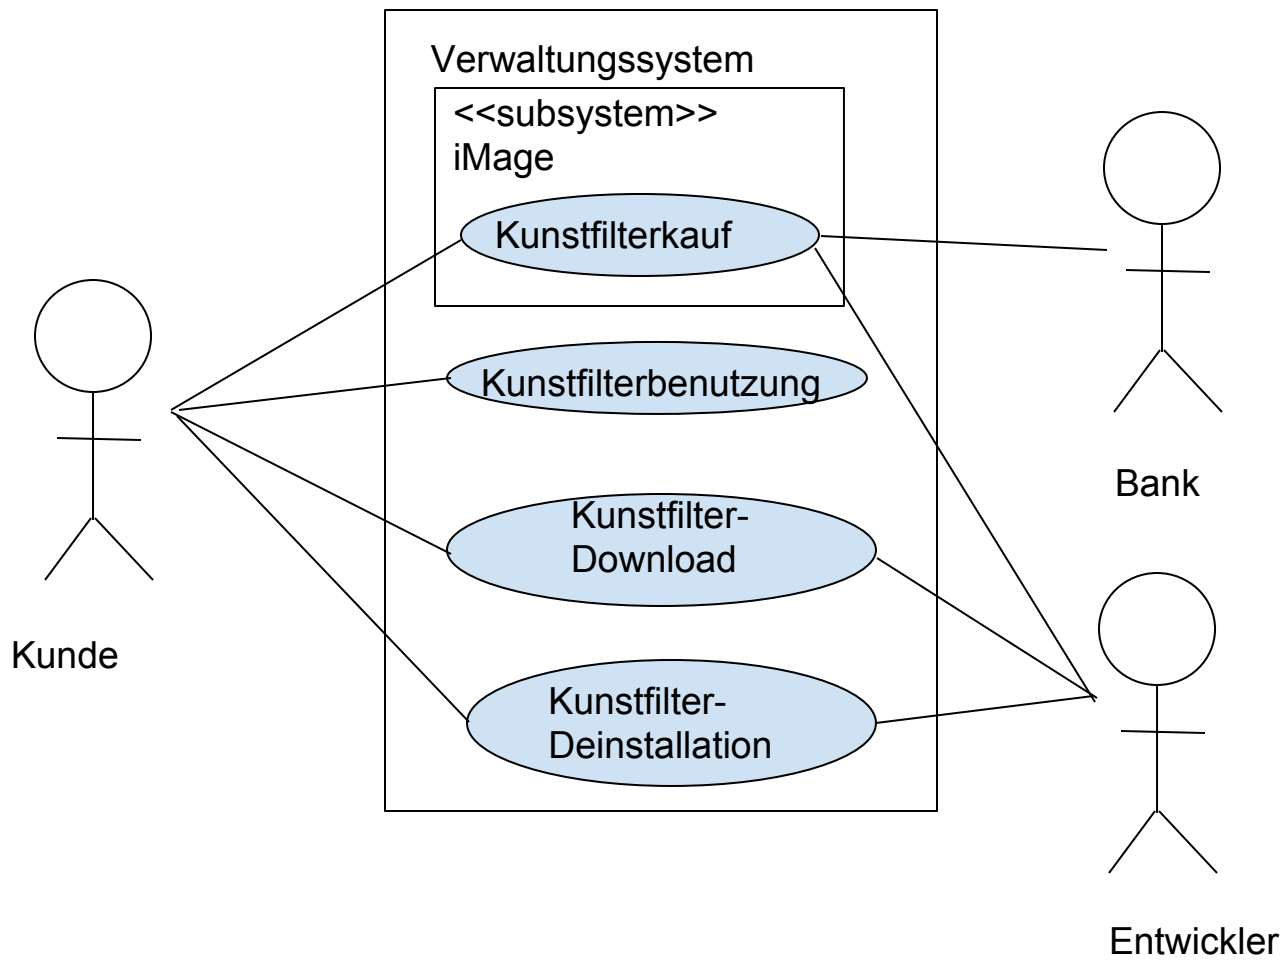 Verwaltungssystem
<<subsystem>>
iMage
Kunstfilterkauf
Kunstfilterbenutzung
Kunstfilter-
Download
Kunstfilter-
Deinstallation
Kunde
Bank
Entwickler